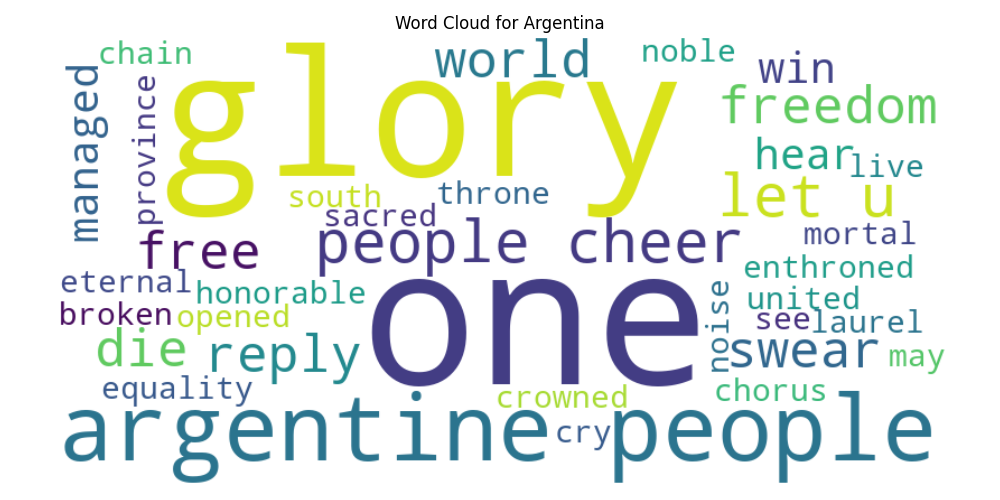 Word Cloud for Argentina
chain
world
noble
win
managed
province
glory
freedom
hear
live
south
throne
let u
sacred
free
people cheer
mortal
eternal
honorable
enthroned
broken
opened
one
noise
united
see
laurel
die
reply
swear
may
equality
crowned
chorus
argentine people
cry